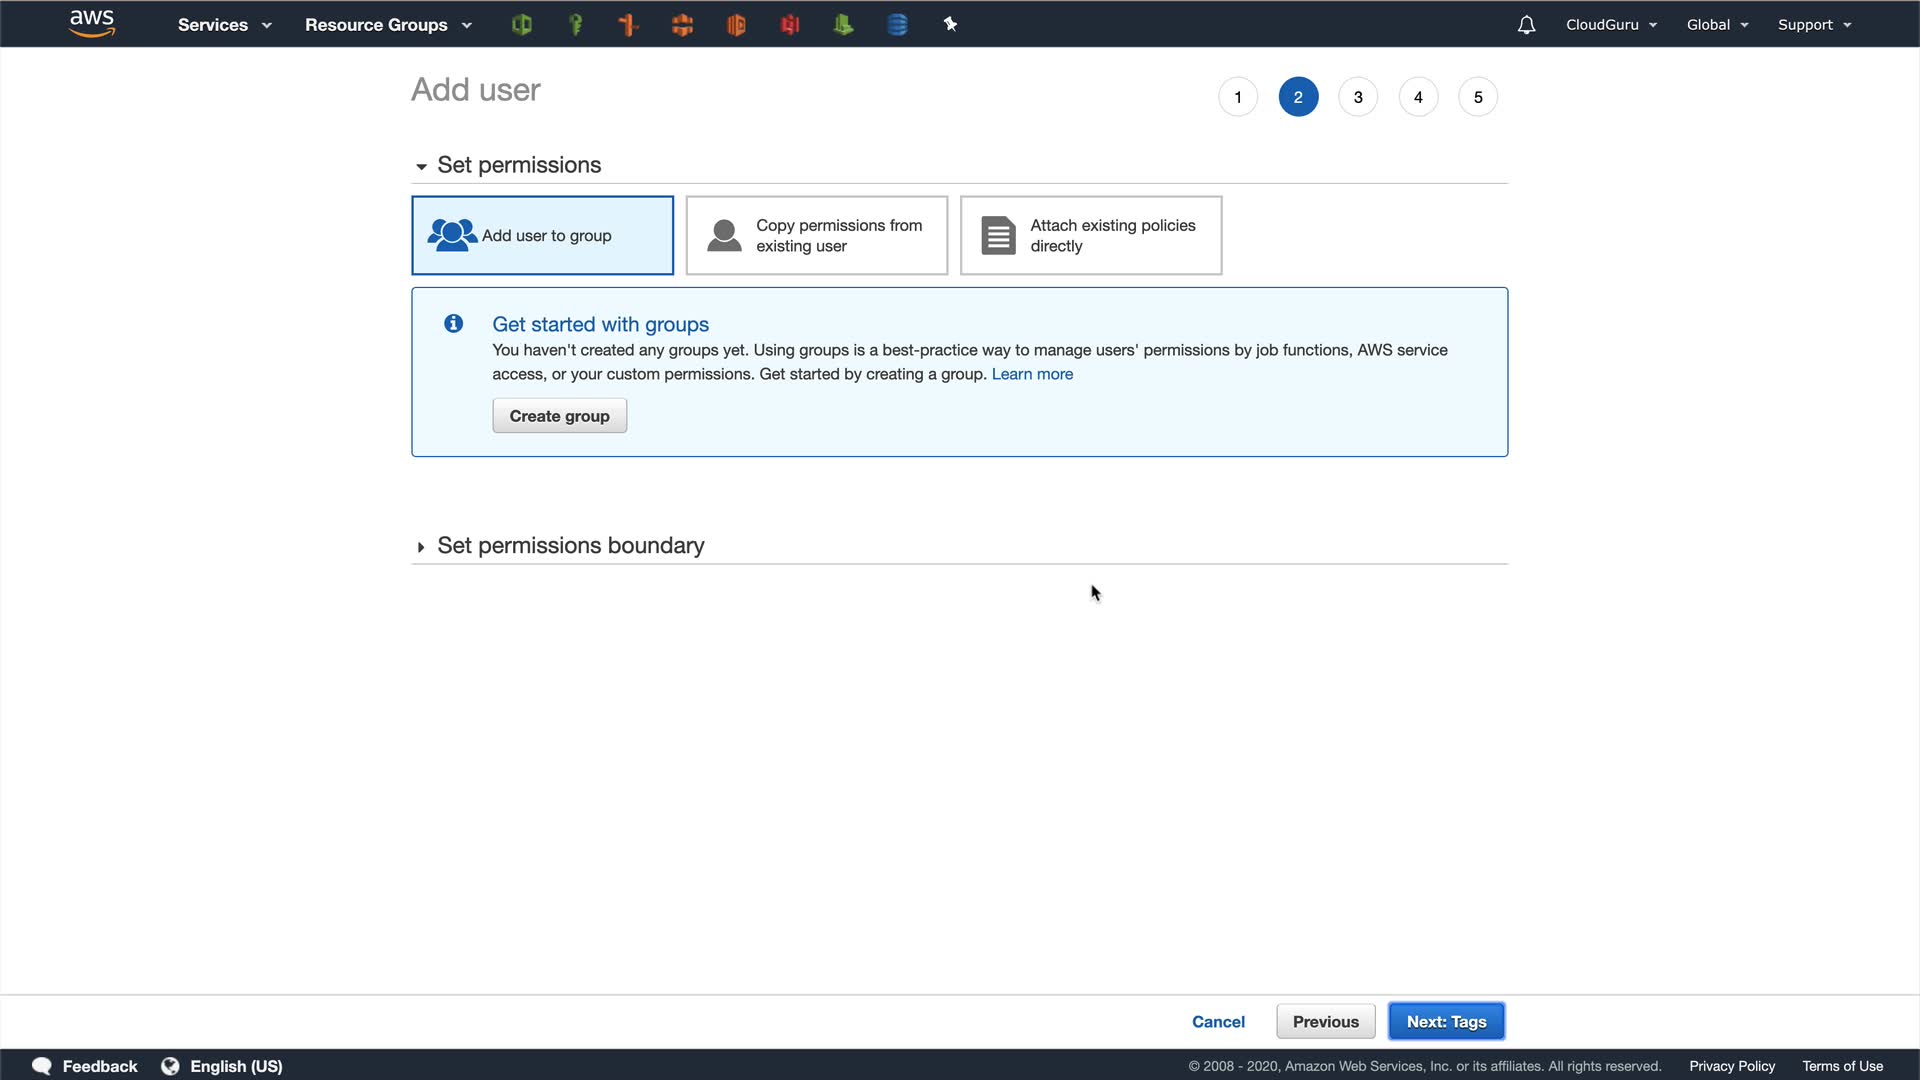 aws
Services
Resource Groups
CloudGuru
Global
Support
Add user
1
2
3
4
5
Set permissions
Add user to group
Copy permissions from
existing user
Attach existing policies
directly
Get started with groups
You haven't created any groups yet. Using groups is a best-practice way to manage users' permissions by job functions, AWS service
access, or your custom permissions. Get started by creating a group. Learn more
Create group
Set permissions boundary
Cancel
Previous
Next: Tags
Feedback
English (US)
© 2008 - 2020, Amazon Web Services, Inc. or its affiliates. All rights reserved.
Privacy Policy
Terms of Use